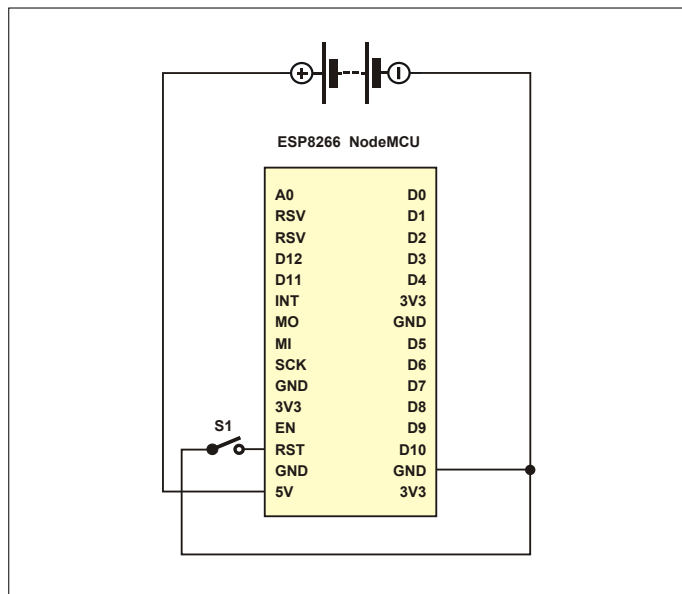 ESP8266 NodeMCU
A0 D0
RSV D1
RSV D2
D12 D3
D11 D4
INT 3V3
MO GND
MI D5
SCK D6
GND D7
3V3 D8
EN D9
S1
RST D10
GND GND
5V 3V3